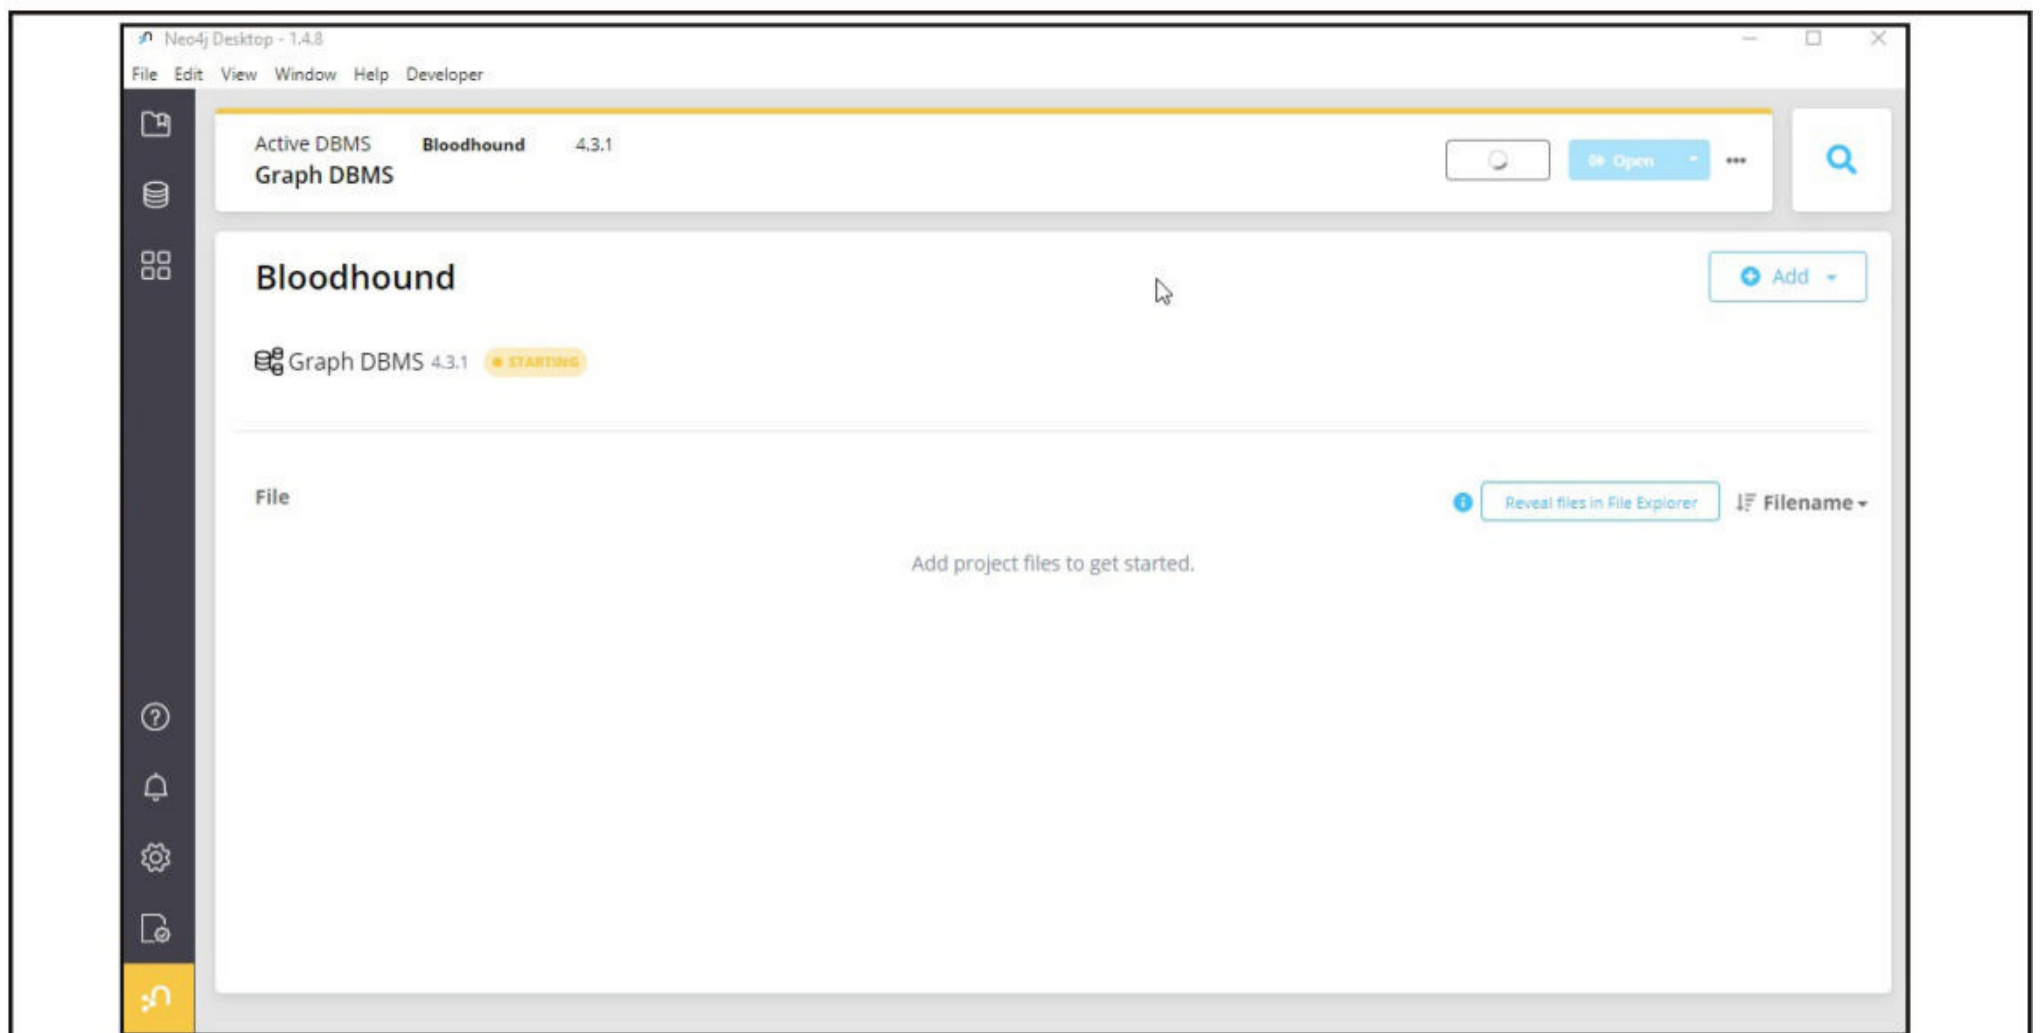 Neo4j Desktop - 1.4.8
File Edit View Window Help Developer
Active DBMS Bloodhound 4.3.1
Graph DBMS
Open
Bloodhound
Add
Graph DBMS 4.3.1 STARTING
File
Reveal files in File Explorer
Filename
Add project files to get started.